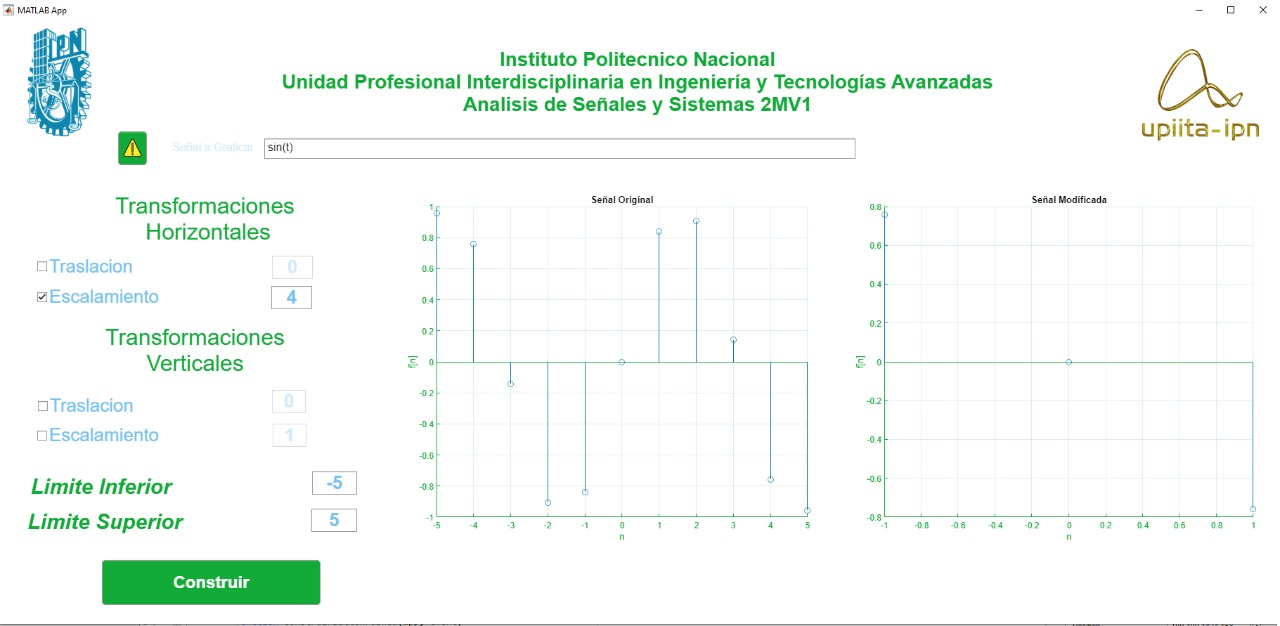 MATLAB App
IPN
Instituto Politecnico Nacional
Unidad Profesional Interdisciplinaria en Ingeniería y Tecnologías Avanzadas
Analisis de Señales y Sistemas 2MV1
upiita-ipn
Señal a Graficar
sin(t)
Transformaciones
Horizontales
Traslacion 0
Escalamiento 4
Transformaciones
Verticales
Traslacion 0
Escalamiento 1
Limite Inferior -5
Limite Superior 5
Construir
Señal Original
1
0.8
0.6
0.4
0.2
0
-0.2
-0.4
-0.6
-0.8
-1
f[n]
-5 -4 -3 -2 -1 0 1 2 3 4 5
n
Señal Modificada
0.8
0.6
0.4
0.2
0
-0.2
-0.4
-0.6
-0.8
f[n]
-1 -0.8 -0.6 -0.4 -0.2 0 0.2 0.4 0.6 0.8 1
n